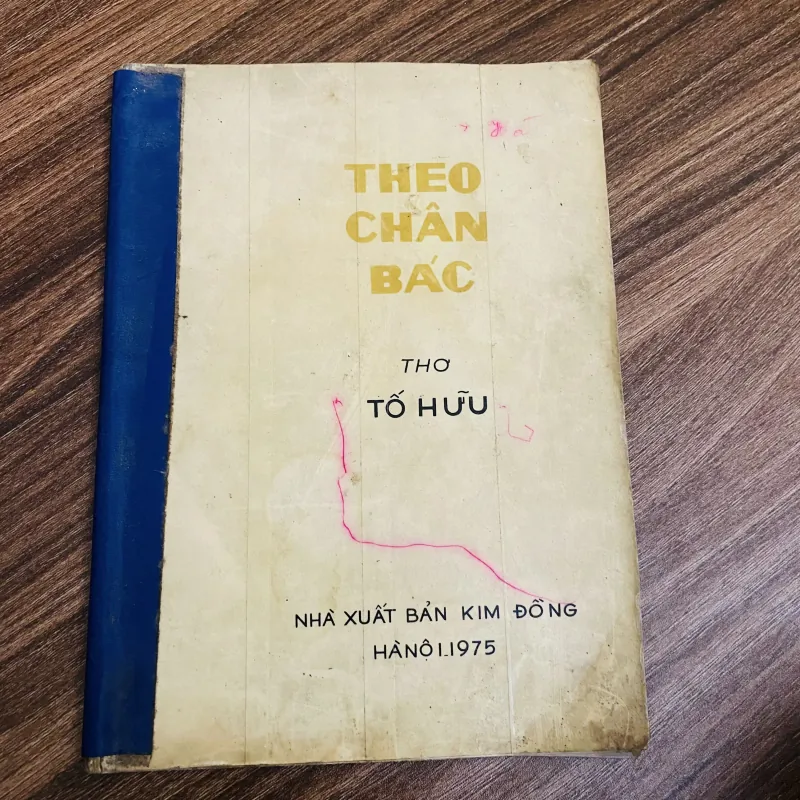 THEO
CHÂN
BÁC
THƠ
TỐ HỮU
NHÀ XUẤT BẢN KIM ĐỒNG
HÀNỘI.1975